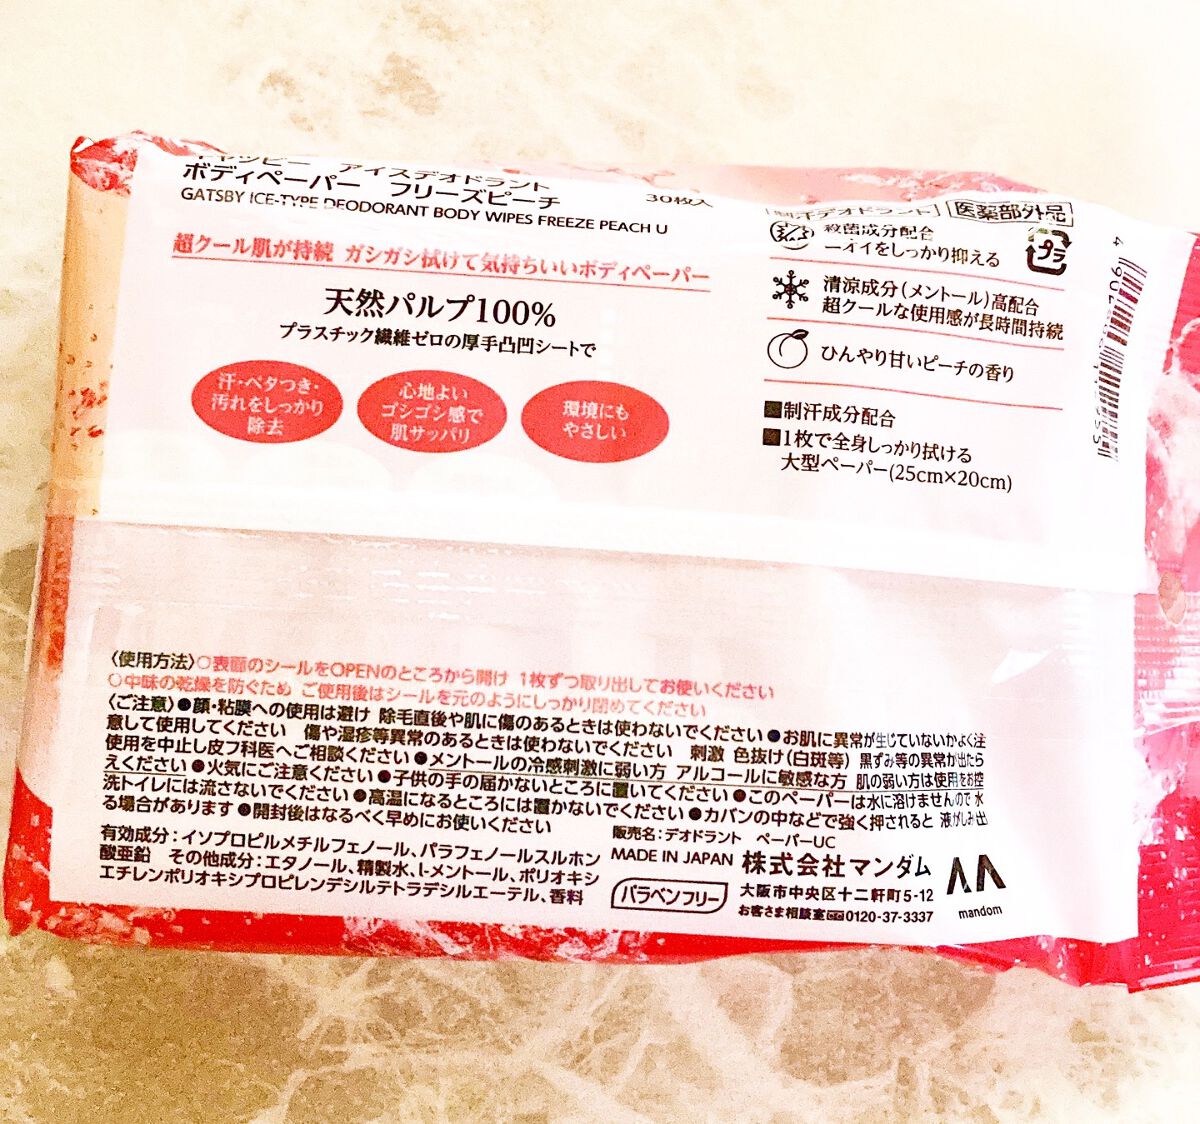 ギャツビー　アイスデオドラント
ボディペーパー　フリーズピーチ
30枚入
GATSBY ICE-TYPE DEODORANT BODY WIPES FREEZE PEACH U
超クール肌が持続 ガシガシ拭けて気持ちいいボディペーパー
天然パルプ100%
プラスチック繊維ゼロの厚手凸凹シートで
汗・ベタつき・
汚れをしっかり
除去
心地よい
ゴシゴシ感で
肌サッパリ
環境にも
やさしい
制汗デオドラント 医薬部外品
殺菌成分配合
ニオイをしっかり抑える
プラ
清涼成分(メントール)高配合
超クールな使用感が長時間持続
ひんやり甘いピーチの香り
■制汗成分配合
■1枚で全身しっかり拭ける
大型ペーパー(25cm×20cm)
〈使用方法〉○表面のシールをOPENのところから開け 1枚ずつ取り出してお使いください
○中味の乾燥を防ぐため ご使用後はシールを元のようにしっかり閉めてください
〈ご注意〉●顔・粘膜への使用は避け 除毛直後や肌に傷のあるときは使わないでください●お肌に異常が生じていないかよく注
意して使用してください 傷や湿疹等異常のあるときは使わないでください 刺激 色抜け(白斑等) 黒ずみ等の異常が出たら
使用を中止し皮フ科医へご相談ください●メントールの冷感刺激に弱い方 アルコールに敏感な方 肌の弱い方は使用をお控
えください●火気にご注意ください●子供の手の届かないところに置いてください●このペーパーは水に溶けませんので 水
洗トイレには流さないでください●高温になるところには置かないでください●カバンの中などで強く押されると 液がしみ出
る場合があります●開封後はなるべく早めにお使いください
有効成分：イソプロピルメチルフェノール、パラフェノールスルホン
酸亜鉛 その他成分：エタノール、精製水、l-メントール、ポリオキシ
エチレンポリオキシプロピレンデシルテトラデシルエーテル、香料
販売名：デオドラント ペーパーUC
MADE IN JAPAN 株式会社マンダム
パラベンフリー
大阪市中央区十二軒町5-12
お客さま相談室 0120-37-3337
mandom